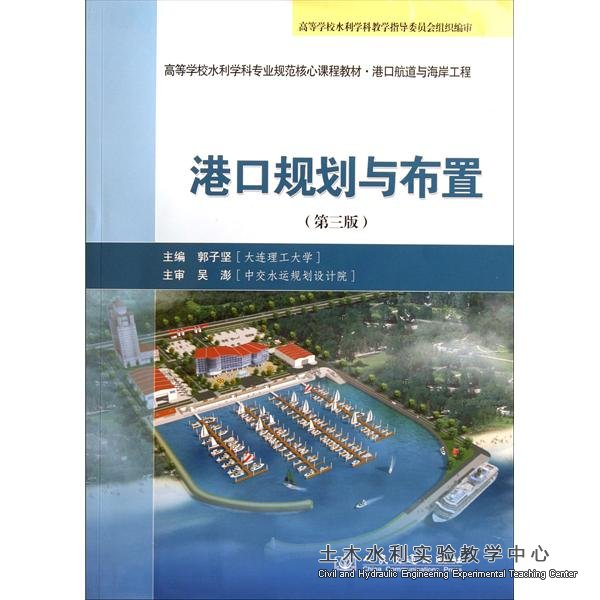 高等学校水利学科教学指导委员会组织编审
高等学校水利学科专业规范核心课程教材·港口航道与海岸工程
港口规划与布置
（第三版）
主编 郭子坚［大连理工大学］
主审 吴 澎［中交水运规划设计院］
土木水利实验教学中心
China Communications Press
Civil and Hydraulic Engineering Experimental Teaching Center